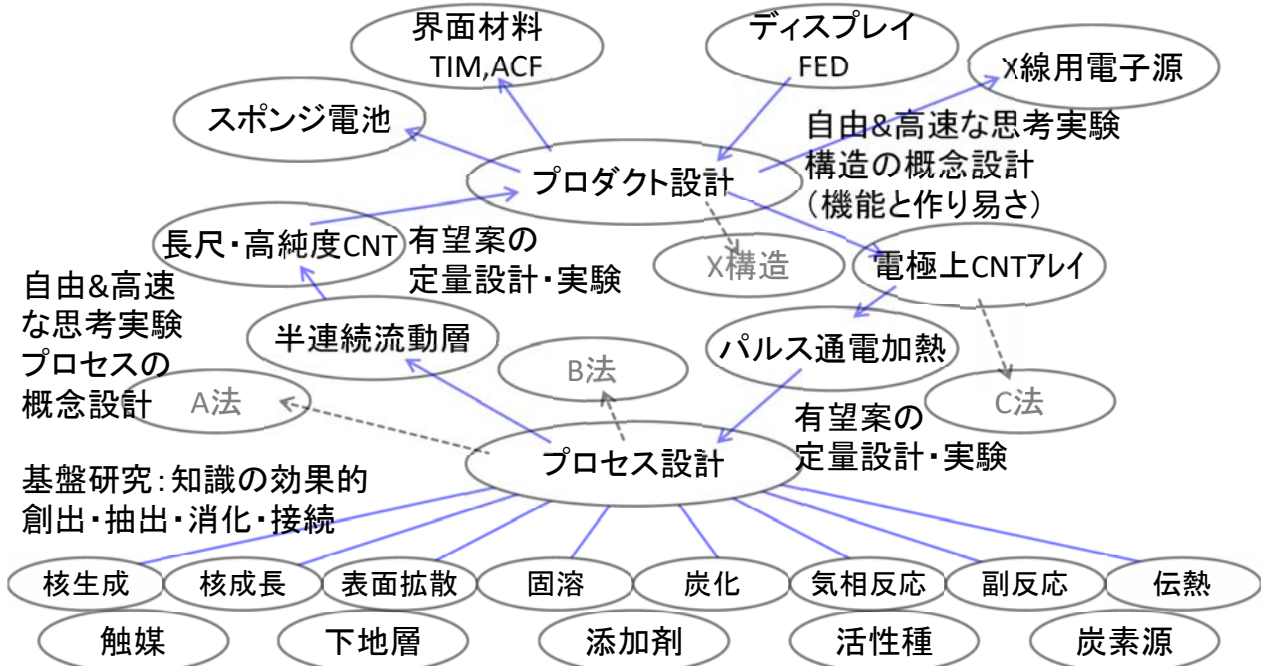 界面材料
TIM,ACF
ディスプレイ
FED
X線用電子源
スポンジ電池
自由&高速な思考実験
構造の概念設計
(機能と作り易さ)
プロダクト設計
長尺・高純度CNT
有望案の
定量設計・実験
X構造
電極上CNTアレイ
自由&高速
な思考実験
プロセスの
概念設計
半連続流動層
B法
パルス通電加熱
A法
C法
有望案の
定量設計・実験
プロセス設計
基盤研究:知識の効果的
創出・抽出・消化・接続
核生成
核成長
表面拡散
固溶
炭化
気相反応
副反応
伝熱
触媒
下地層
添加剤
活性種
炭素源